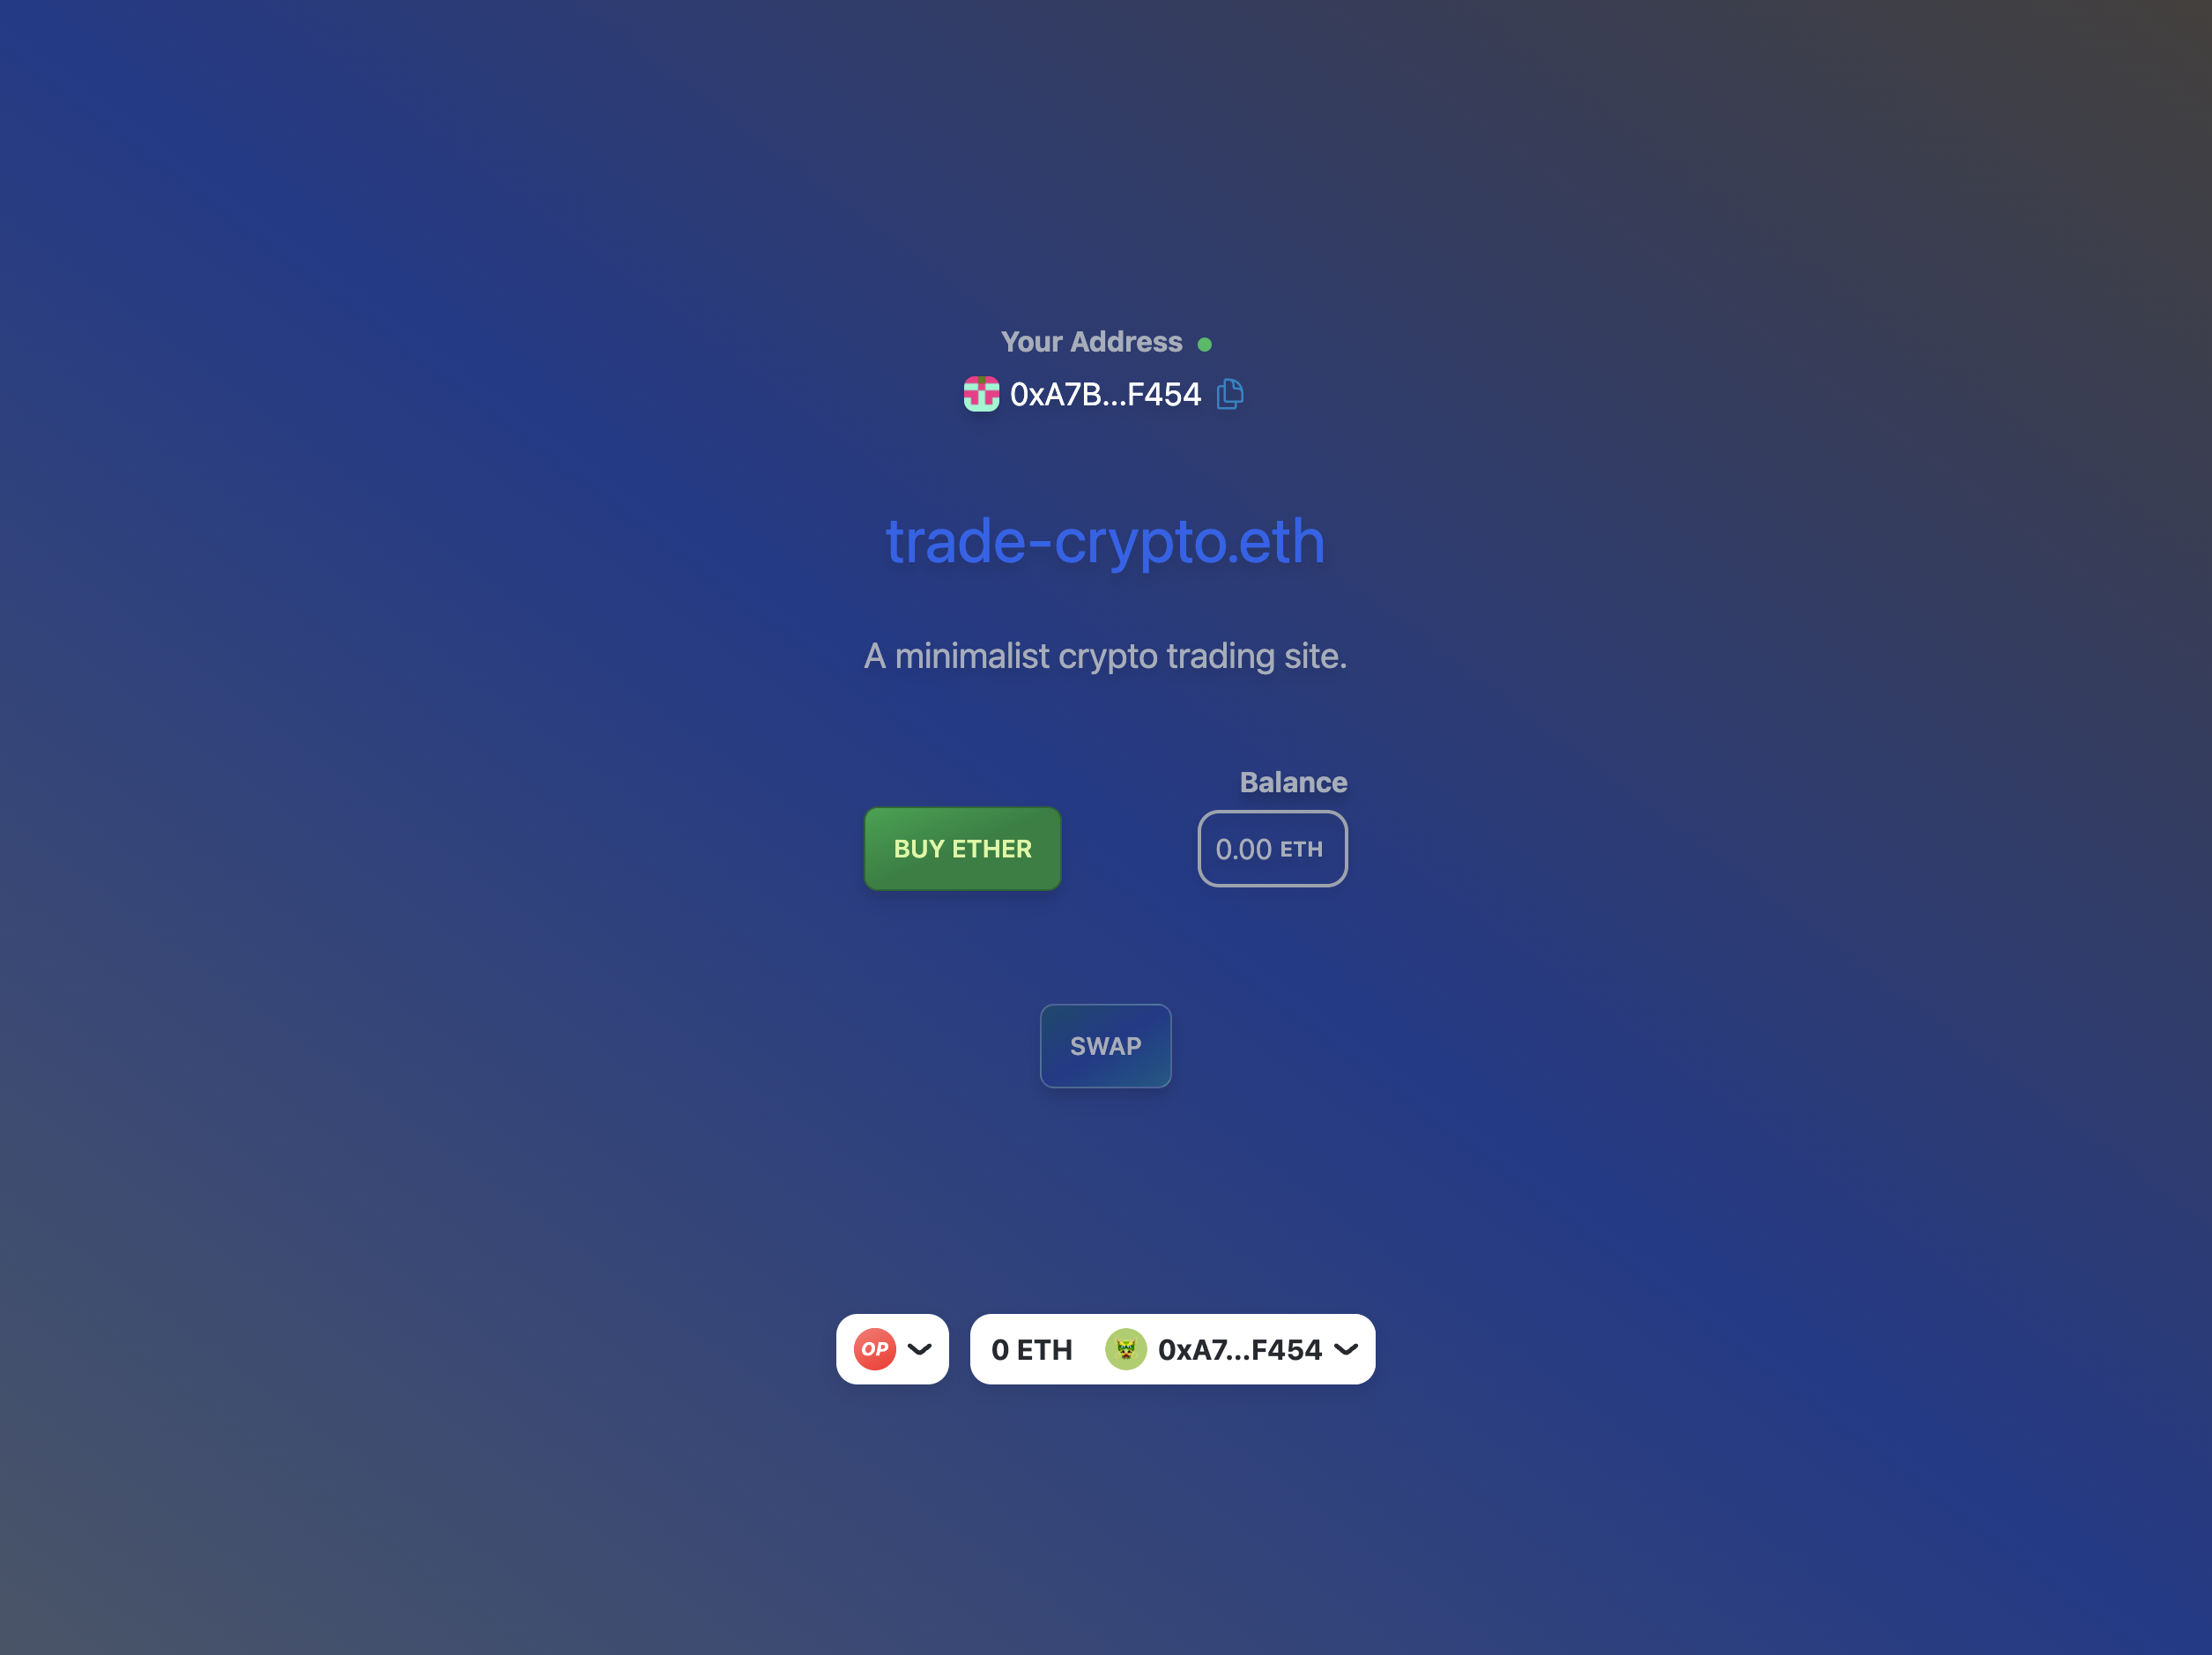 Your Address
0xA7B...F454
trade-crypto.eth
A minimalist crypto trading site.
Balance
BUY ETHER
0.00 ETH
SWAP
OP
0 ETH 0xA7...F454